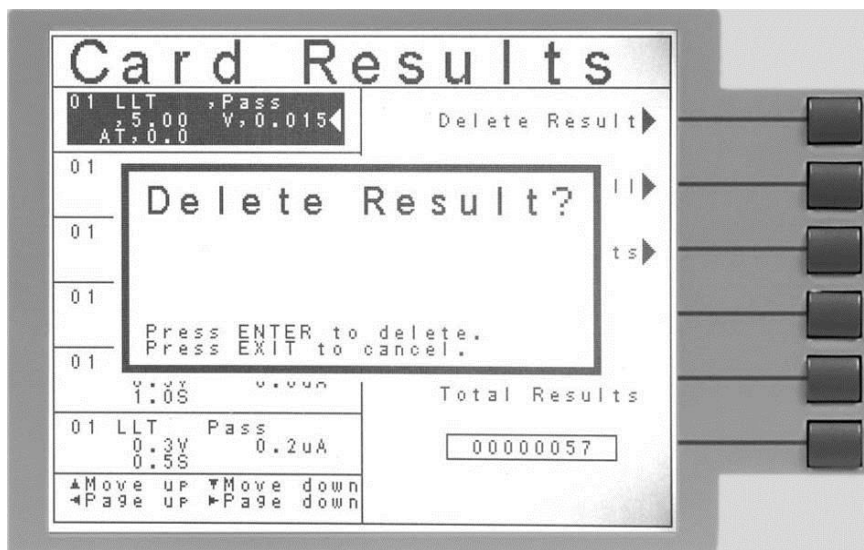 Card Results
01 LLT ,Pass
,5.00 V,0.015
AT,0.0
Delete Result
01
ll
01
ts
01
01
Delete Result?
Press ENTER to delete.
Press EXIT to cancel.
1.0S
Total Results
01 LLT Pass
0.3V 0.2uA
0.5S
00000057
▲Move up ▼Move down
◄Page up ►Page down